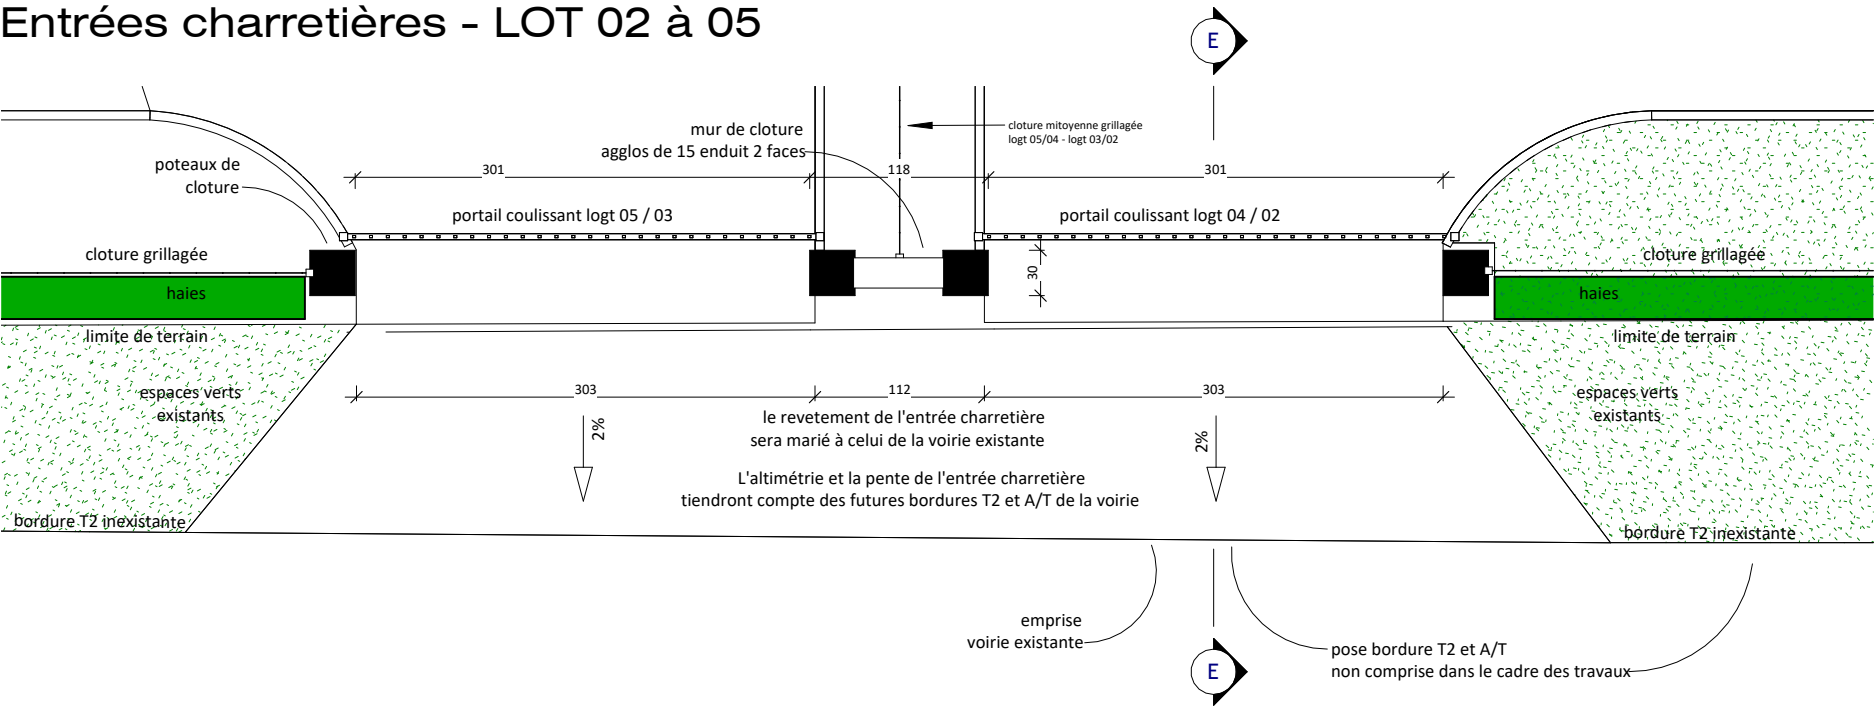 Entrées charretières - LOT 02 à 05
E
mur de cloture
agglos de 15 enduit 2 faces
cloture mitoyenne grillagée
logt 05/04 - logt 03/02
poteaux de
cloture
301
118
301
portail coulissant logt 05 / 03
portail coulissant logt 04 / 02
cloture grillagée
cloture grillagée
30
haies
haies
limite de terrain
limite de terrain
espaces verts
existants
303
112
303
espaces verts
existants
2%
le revetement de l'entrée charretière
sera marié à celui de la voirie existante
2%
L'altimétrie et la pente de l'entrée charretière
tiendront compte des futures bordures T2 et A/T de la voirie
bordure T2 inexistante
bordure T2 inexistante
emprise
voirie existante
pose bordure T2 et A/T
non comprise dans le cadre des travaux
E